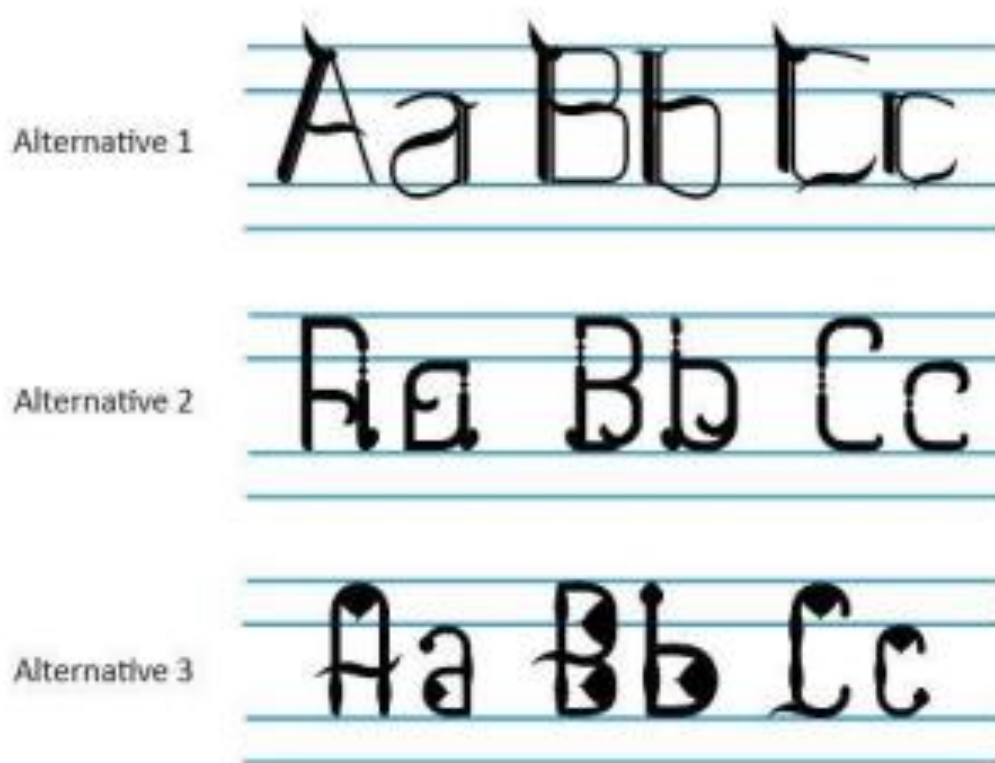 Alternative 1 Aa Bb Cc
Alternative 2 Aa Bb Cc
Alternative 3 Aa Bb Cc